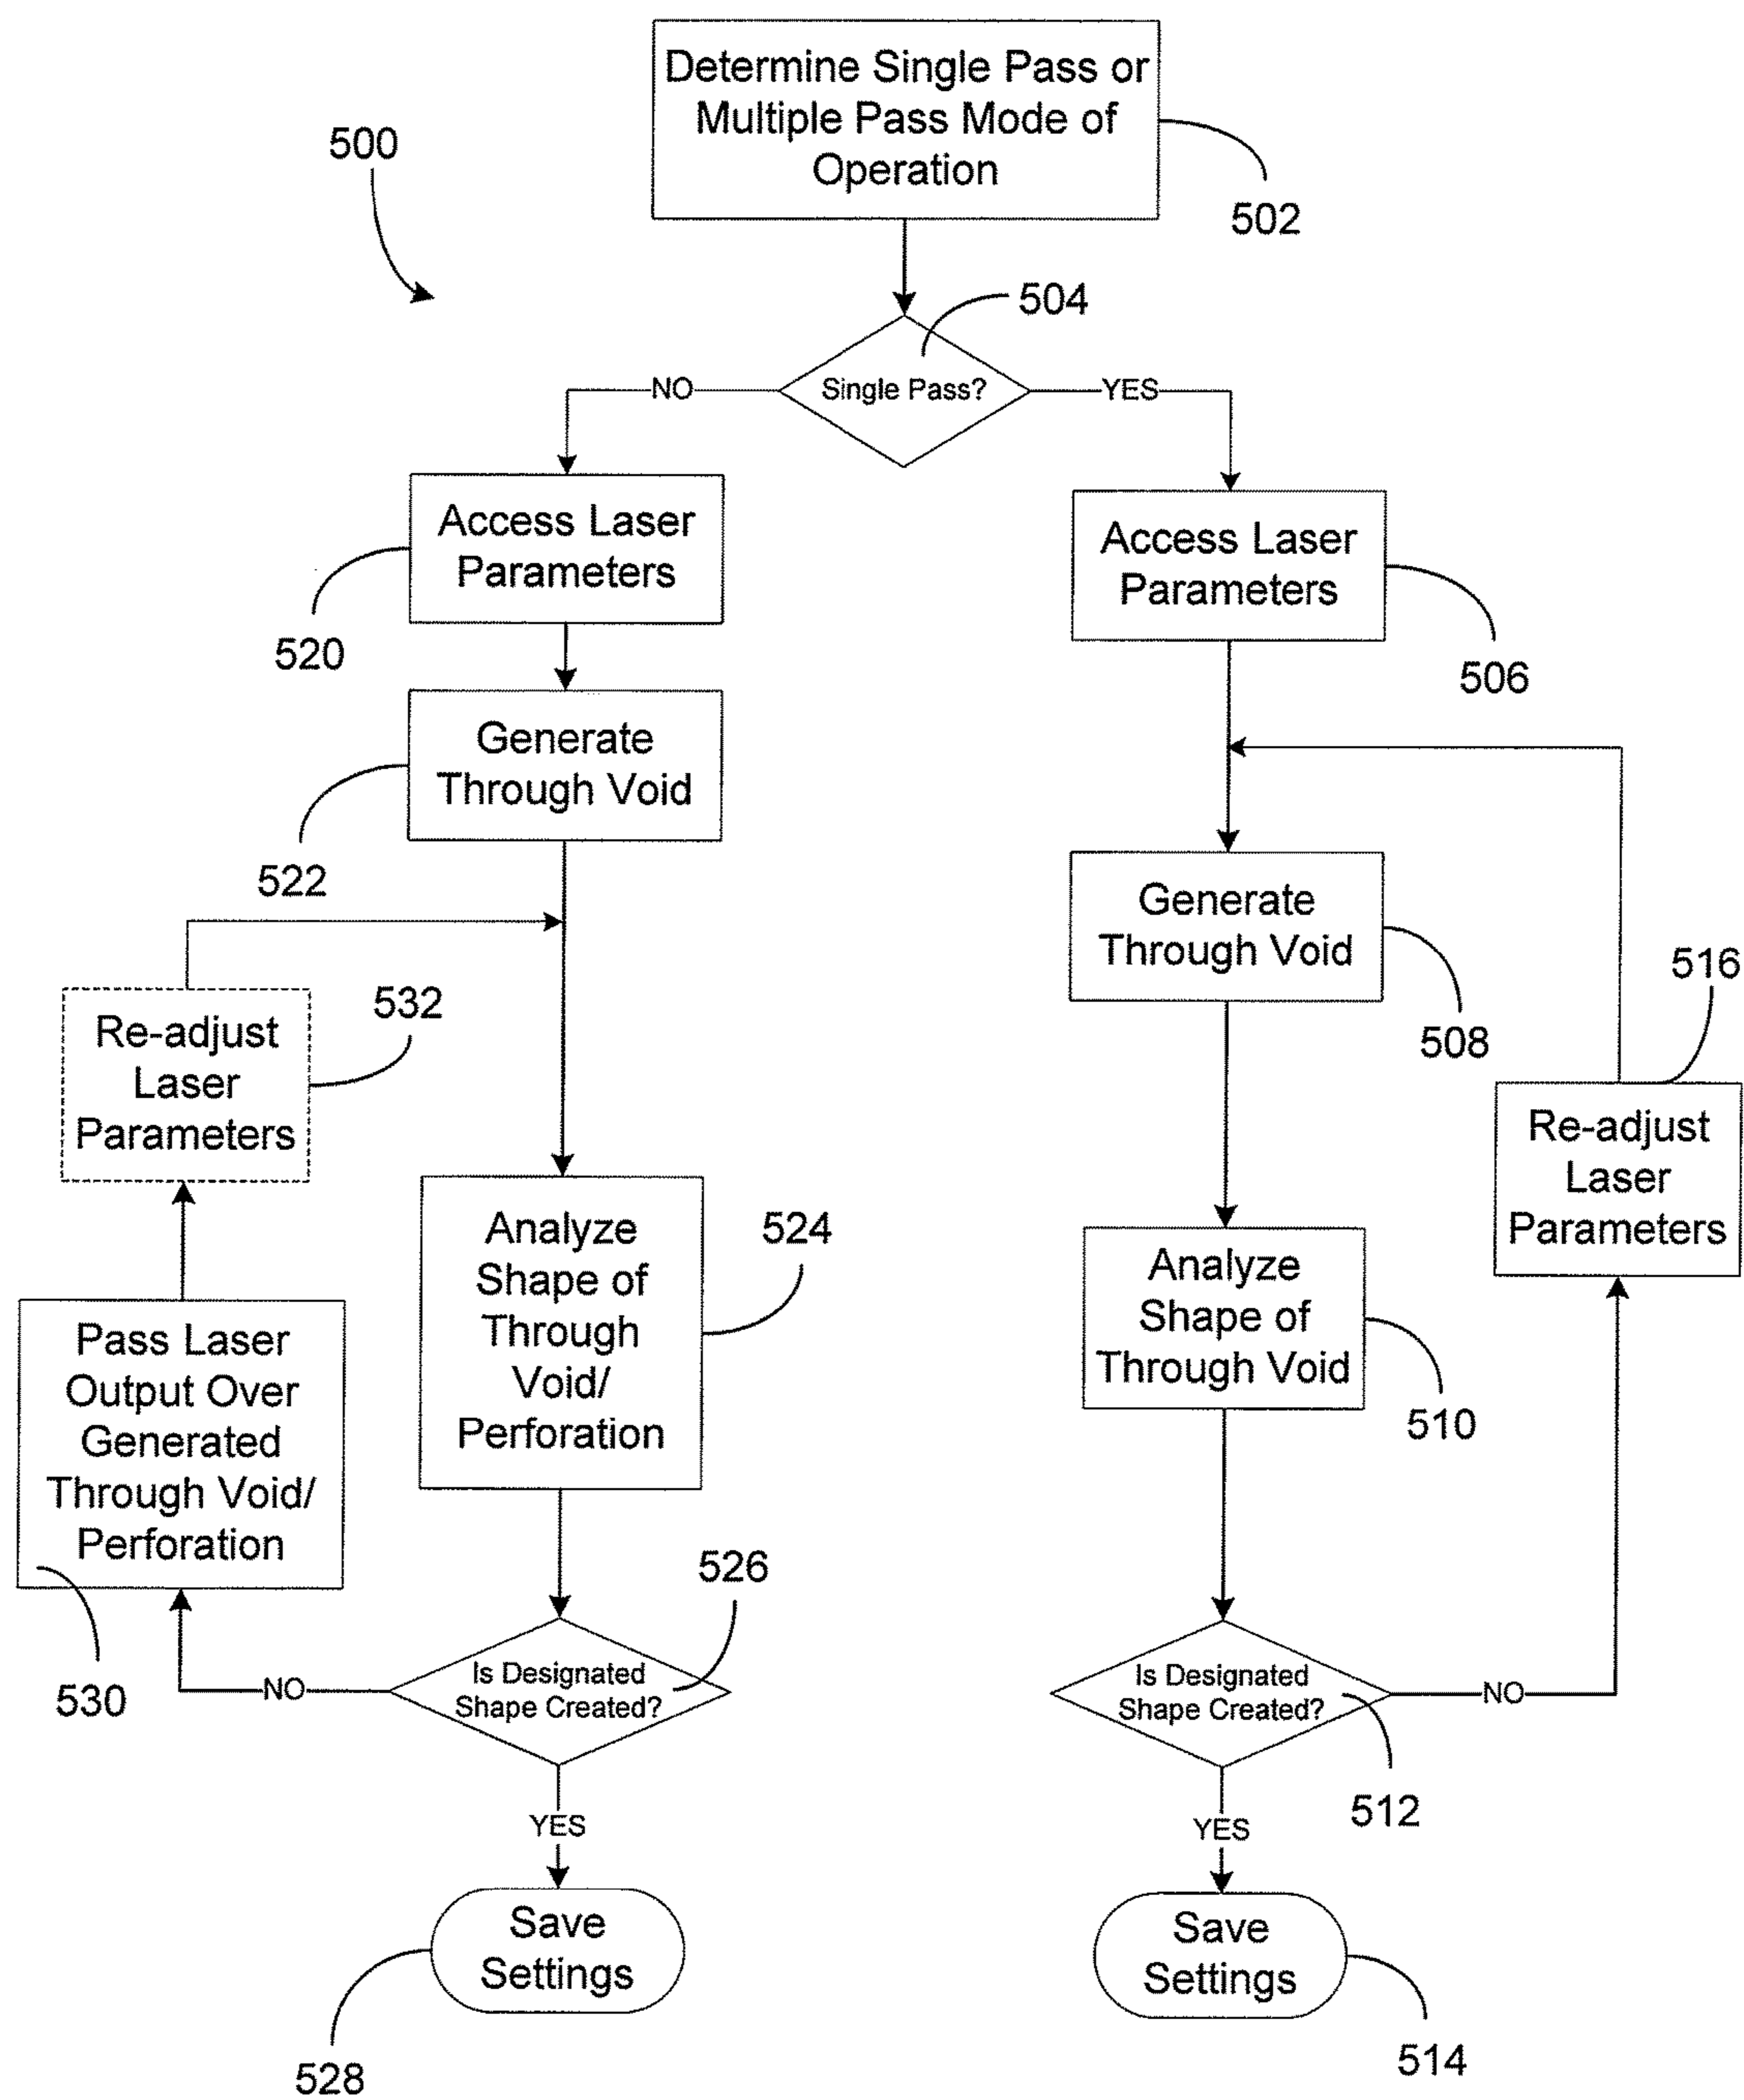 Determine Single Pass or
Multiple Pass Mode of
Operation
500
502
504
Single Pass?
NO
YES
Access Laser
Parameters
520
Access Laser
Parameters
506
Generate
Through Void
522
Generate
Through Void
508
516
532
Re-adjust
Laser
Parameters
Re-adjust
Laser
Parameters
Analyze
Shape of
Through
Void/
Perforation
524
Analyze
Shape of
Through Void
510
Pass Laser
Output Over
Generated
Through Void/
Perforation
530
526
Is Designated
Shape Created?
NO
Is Designated
Shape Created?
NO
512
YES
YES
Save
Settings
528
Save
Settings
514